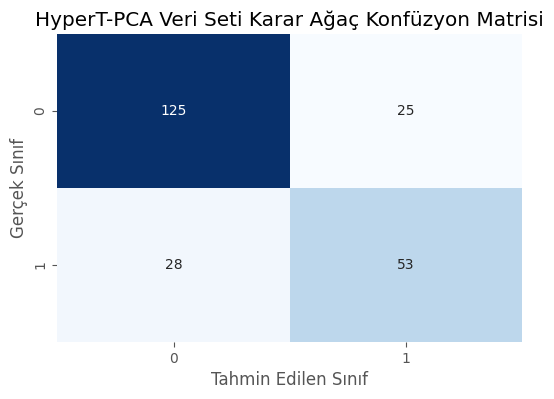 HyperT-PCA Veri Seti Karar Ağaç Konfüzyon Matrisi
Gerçek Sınıf
0
125
25
1
28
53
0
1
Tahmin Edilen Sınıf